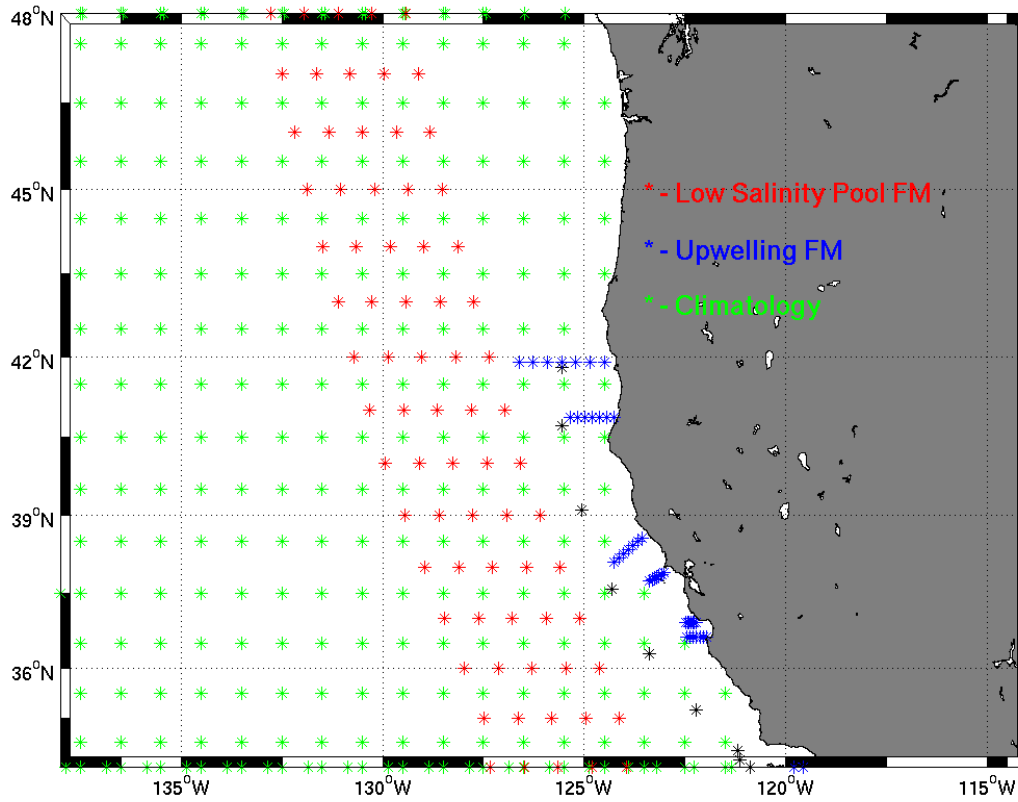 48°N
45°N
* - Low Salinity Pool FM
* - Upwelling FM
* - Climatology
42°N
39°N
36°N
135°W 130°W 125°W 120°W 115°W